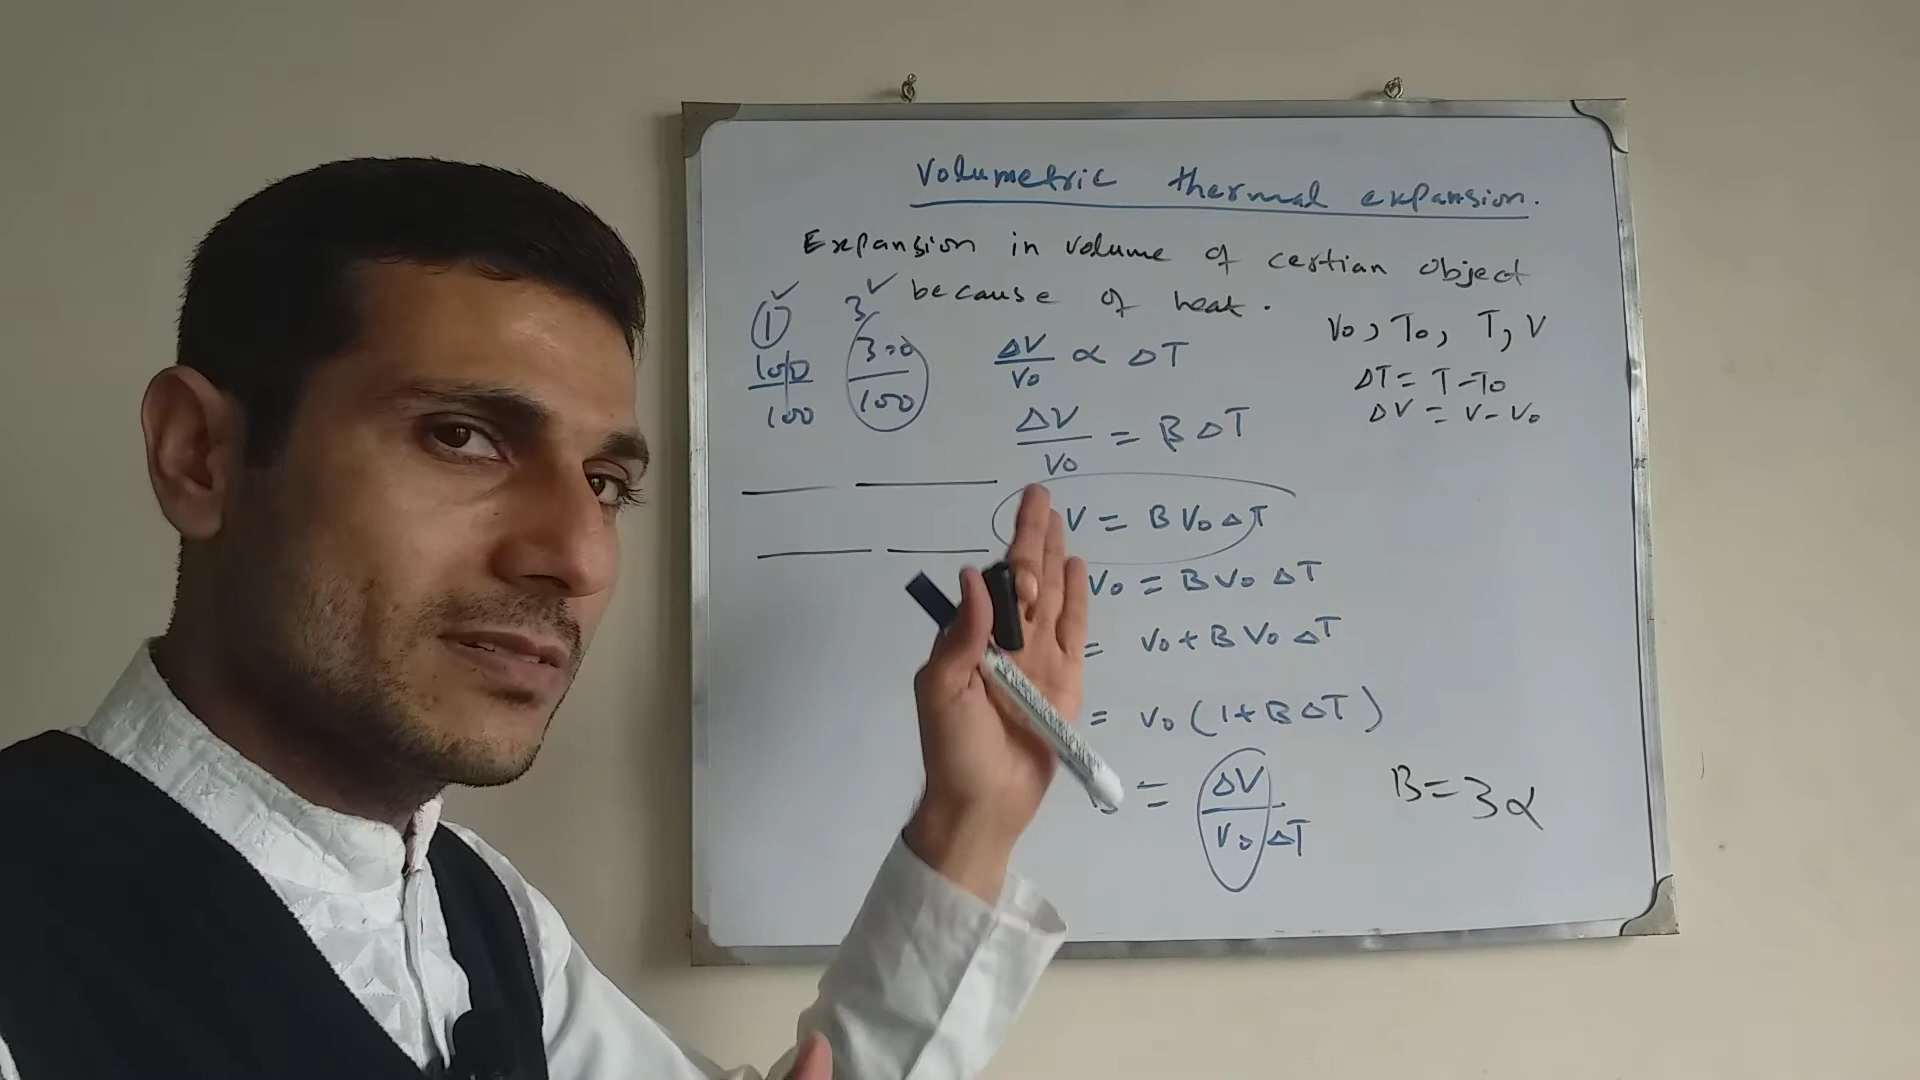 Volumetric thermal expansion.
Expansion in volume of certian object
because of heat.
① 3
100/100 300/100
V₀, T₀, T, V
ΔT = T-T₀
ΔV = V-V₀
ΔV/V₀ ∝ ΔT
ΔV/V₀ = β ΔT
V = β V₀ ΔT
V₀ = β V₀ ΔT
= V₀ + β V₀ ΔT
= V₀ (1 + β ΔT)
= ΔV/V₀ ΔT
β = 3α